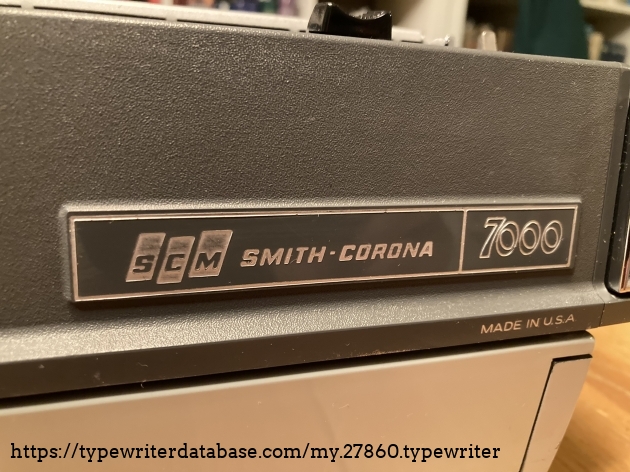 SCM SMITH-CORONA 7000
MADE IN U.S.A.
https://typewriterdatabase.com/my.27860.typewriter